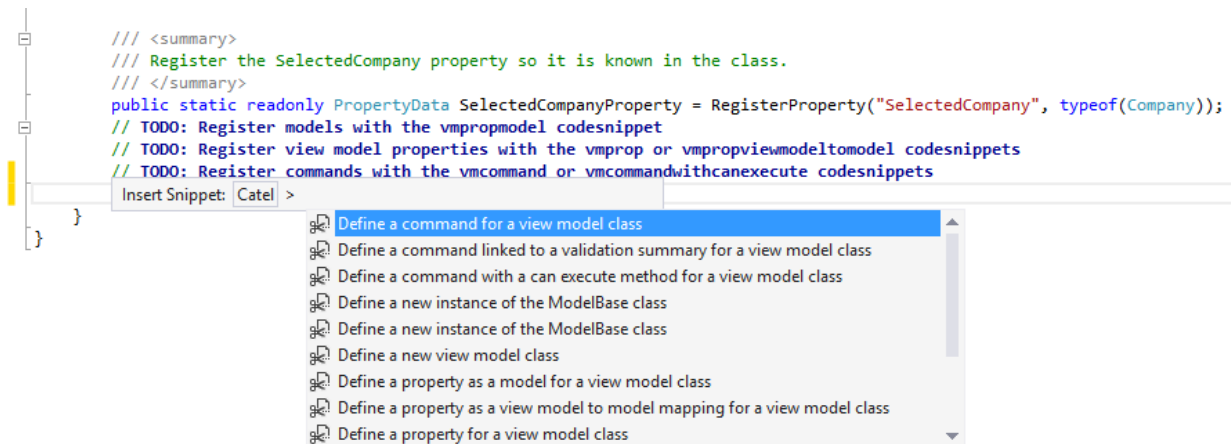 /// <summary>
/// Register the SelectedCompany property so it is known in the class.
/// </summary>
public static readonly PropertyData SelectedCompanyProperty = RegisterProperty("SelectedCompany", typeof(Company));
// TODO: Register models with the vmpropmodel codesnippet
// TODO: Register view model properties with the vmprop or vmpropviewmodeltomodel codesnippets
// TODO: Register commands with the vmcommand or vmcommandwithcanexecute codesnippets
Insert Snippet: Catel >
}
}
Define a command for a view model class
Define a command linked to a validation summary for a view model class
Define a command with a can execute method for a view model class
Define a new instance of the ModelBase class
Define a new instance of the ModelBase class
Define a new view model class
Define a property as a model for a view model class
Define a property as a view model to model mapping for a view model class
Define a property for a view model class